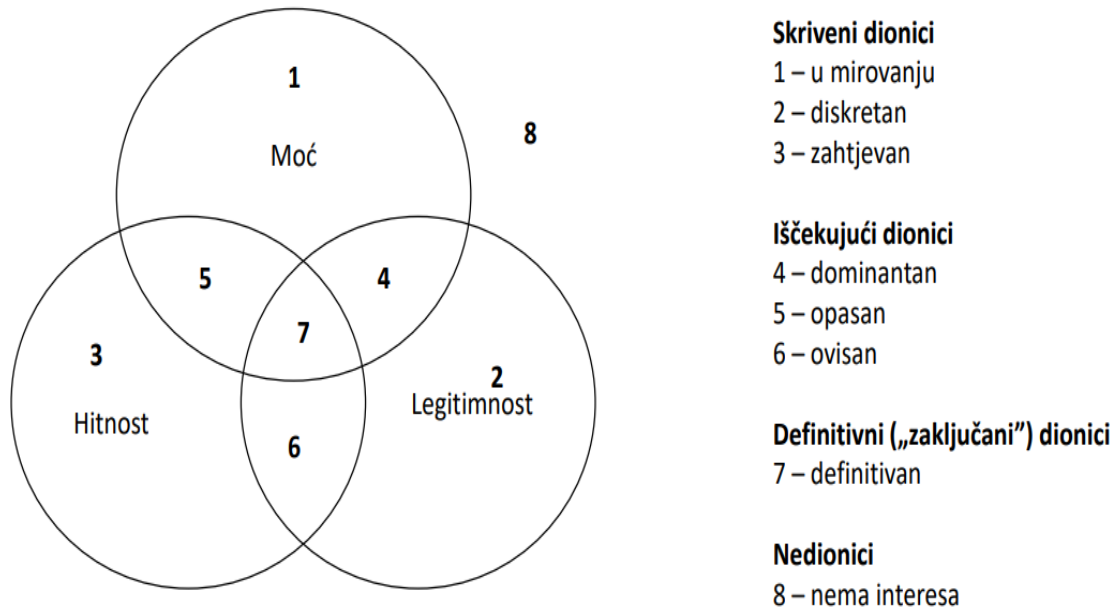 1
Moć
8
5
4
7
3
2
Hitnost
Legitimnost
6
Skriveni dionici
1 – u mirovanju
2 – diskretan
3 – zahtjevan
Iščekujući dionici
4 – dominantan
5 – opasan
6 – ovisan
Definitivni („zaključani”) dionici
7 – definitivan
Nedionici
8 – nema interesa